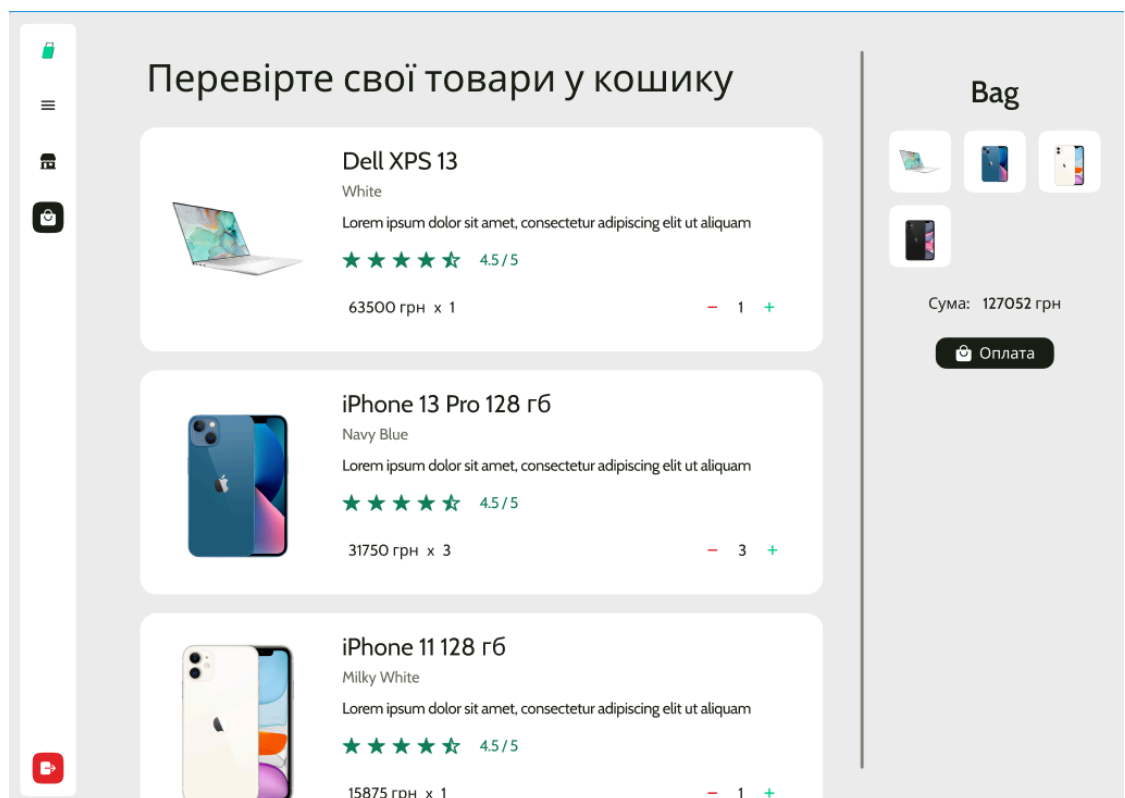 Перевірте свої товари у кошику
Dell XPS 13
White
Lorem ipsum dolor sit amet, consectetur adipiscing elit ut aliquam
4.5 / 5
63500 грн x 1
− 1 +
iPhone 13 Pro 128 гб
Navy Blue
Lorem ipsum dolor sit amet, consectetur adipiscing elit ut aliquam
4.5 / 5
31750 грн x 3
− 3 +
iPhone 11 128 гб
Milky White
Lorem ipsum dolor sit amet, consectetur adipiscing elit ut aliquam
4.5 / 5
15875 грн x 1
− 1 +
Bag
Сума: 127052 грн
Оплата